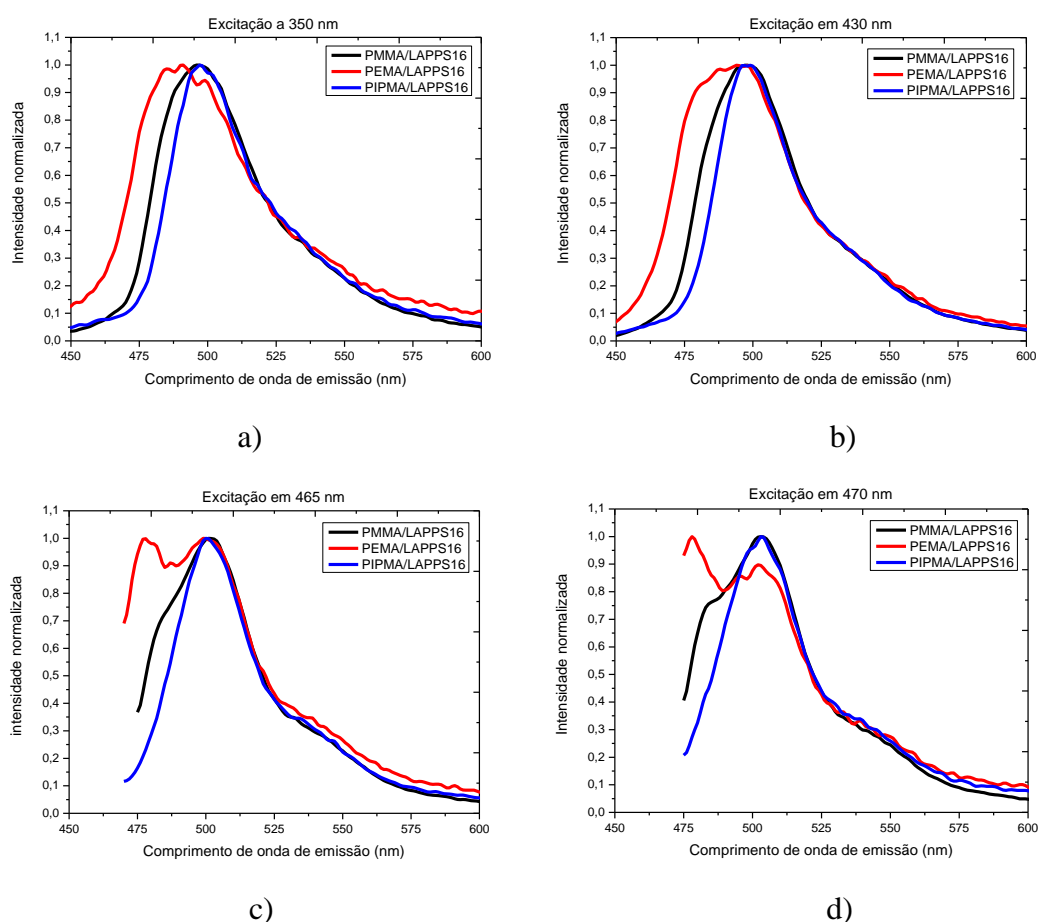 Excitação a 350 nm
1,1
1,0
0,9
0,8
0,7
0,6
0,5
0,4
0,3
0,2
0,1
0,0
Intensidade normalizada
PMMA/LAPPS16
PEMA/LAPPS16
PIPMA/LAPPS16
450 475 500 525 550 575 600
Comprimento de onda de emissão (nm)
a)
Excitação em 430 nm
1,1
1,0
0,9
0,8
0,7
0,6
0,5
0,4
0,3
0,2
0,1
0,0
Intensidade normalizada
PMMA/LAPPS16
PEMA/LAPPS16
PIPMA/LAPPS16
450 475 500 525 550 575 600
Comprimento de onda de emissão (nm)
b)
Excitação em 465 nm
1,1
1,0
0,9
0,8
0,7
0,6
0,5
0,4
0,3
0,2
0,1
0,0
intensidade normalizada
PMMA/LAPPS16
PEMA/LAPPS16
PIPMA/LAPPS16
450 475 500 525 550 575 600
Comprimento de onda de emissão (nm)
c)
Excitação em 470 nm
1,1
1,0
0,9
0,8
0,7
0,6
0,5
0,4
0,3
0,2
0,1
0,0
Intensidade normalizada
PMMA/LAPPS16
PEMA/LAPPS16
PIPMA/LAPPS16
450 475 500 525 550 575 600
Comprimento de onda de emissão (nm)
d)